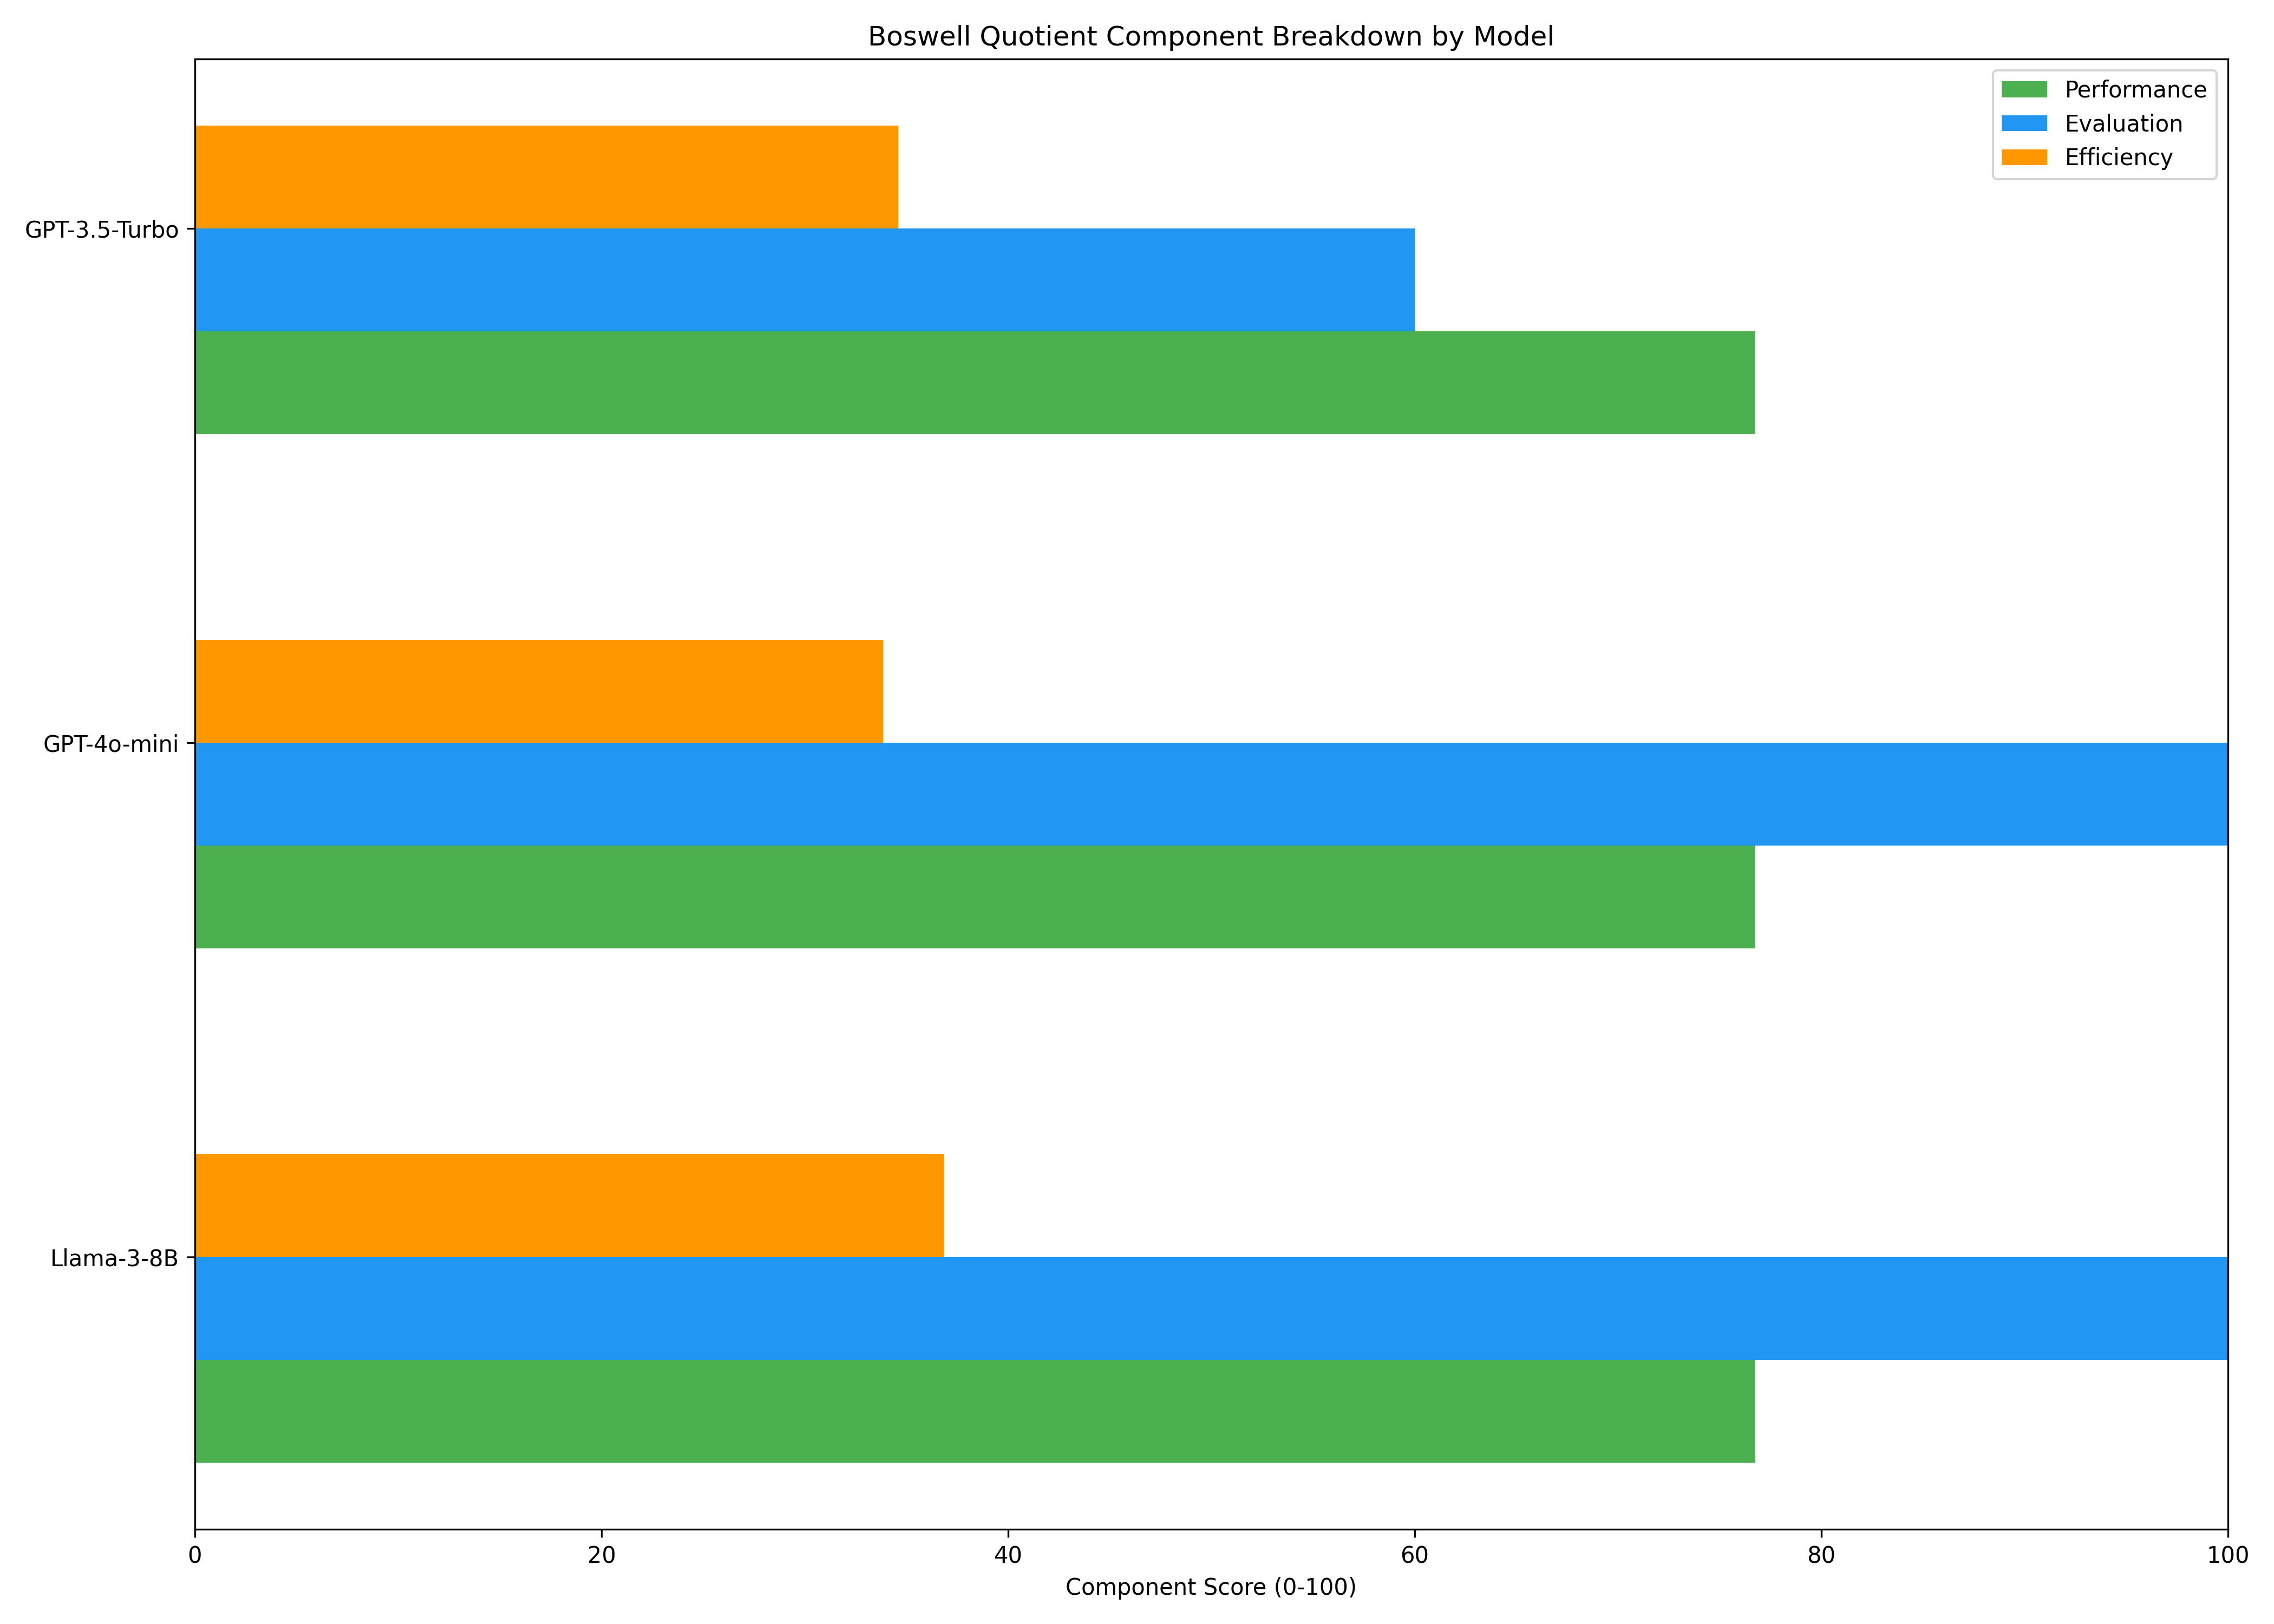 Boswell Quotient Component Breakdown by Model
Performance
Evaluation
Efficiency
GPT-3.5-Turbo
GPT-4o-mini
Llama-3-8B
0 20 40 60 80 100
Component Score (0-100)